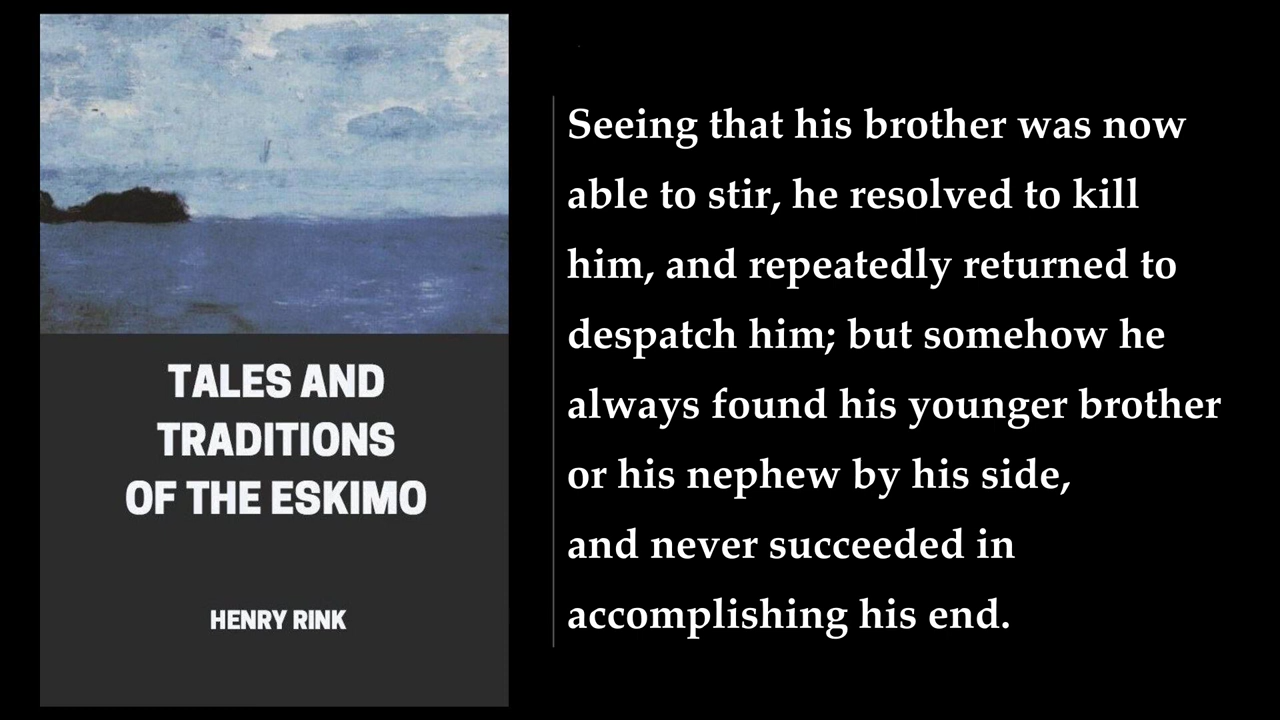 TALES AND
TRADITIONS
OF THE ESKIMO
HENRY RINK
Seeing that his brother was now
able to stir, he resolved to kill
him, and repeatedly returned to
despatch him; but somehow he
always found his younger brother
or his nephew by his side,
and never succeeded in
accomplishing his end.